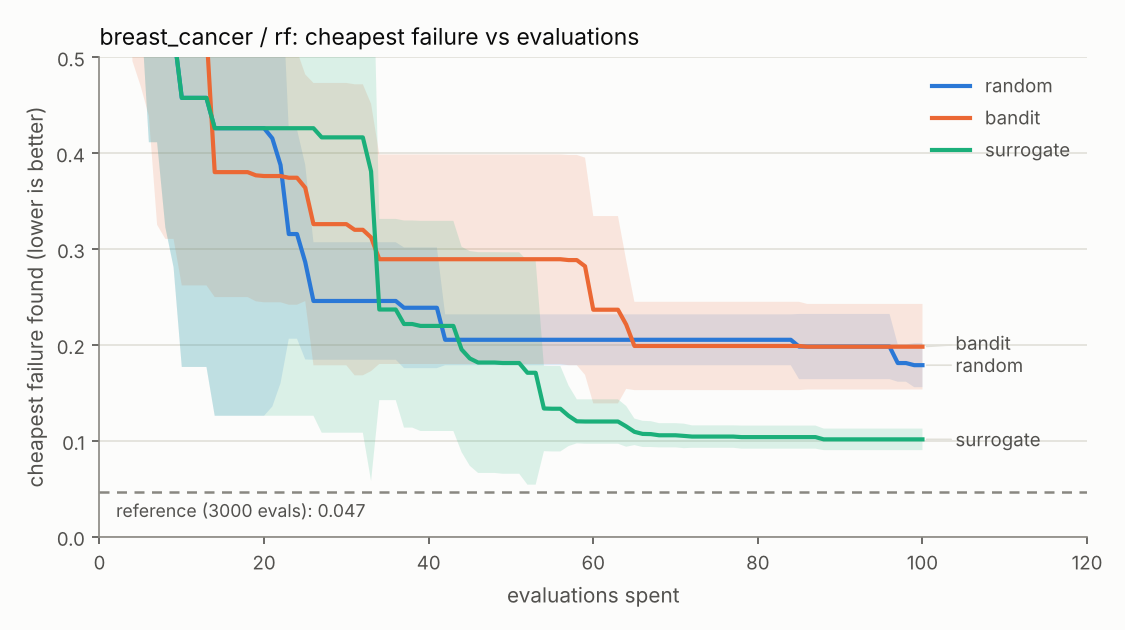 breast_cancer / rf: cheapest failure vs evaluations
cheapest failure found (lower is better)
0.5
0.4
0.3
0.2
0.1
0.0
random
bandit
surrogate
bandit
random
surrogate
reference (3000 evals): 0.047
0 20 40 60 80 100 120
evaluations spent